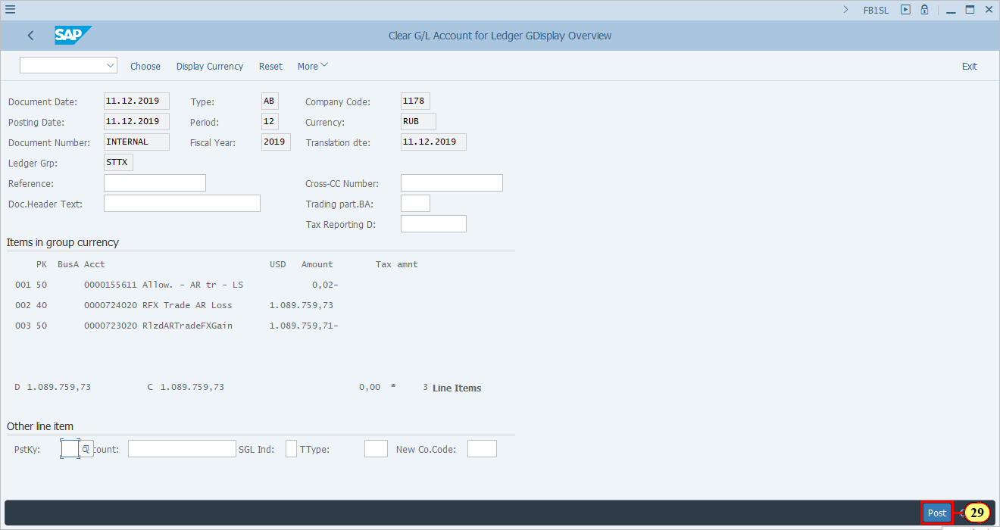 FB1SL
SAP Clear G/L Account for Ledger GDisplay Overview
Choose Display Currency Reset More Exit
Document Date: 11.12.2019 Type: AB Company Code: 1178
Posting Date: 11.12.2019 Period: 12 Currency: RUB
Document Number: INTERNAL Fiscal Year: 2019 Translation dte: 11.12.2019
Ledger Grp: STTX
Reference: Cross-CC Number:
Doc.Header Text: Trading part.BA:
Tax Reporting D:
Items in group currency
PK BusA Acct USD Amount Tax amnt
001 50 0000155611 Allow. - AR tr - LS 0,02-
002 40 0000724020 RFX Trade AR Loss 1.089.759,73
003 50 0000723020 RlzdARTradeFXGain 1.089.759,71-
D 1.089.759,73 C 1.089.759,73 0,00 * 3 Line Items
Other line item
PstKy: count: SGL Ind: TType: New Co.Code:
Post 29